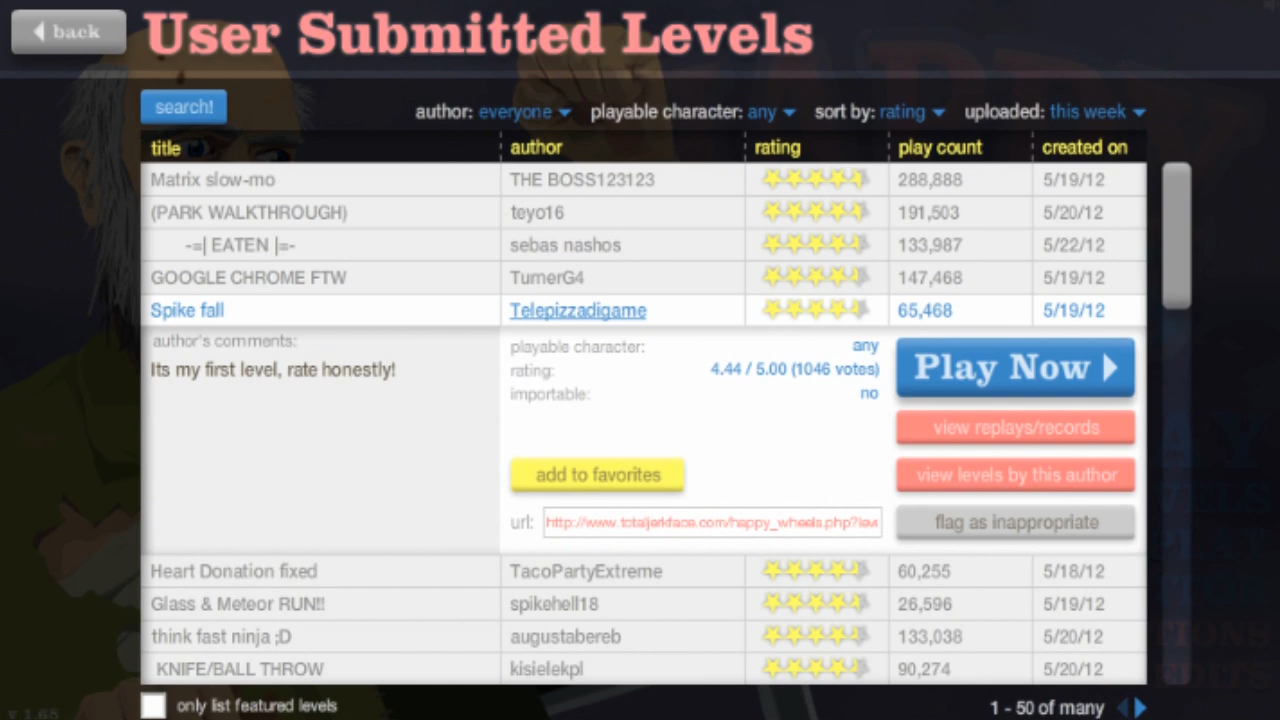 back
User Submitted Levels
search!
author: everyone playable character: any sort by: rating uploaded: this week
title author rating play count created on
Matrix slow-mo THE BOSS123123 288,888 5/19/12
(PARK WALKTHROUGH) teyo16 191,503 5/20/12
-=| EATEN |=- sebas nashos 133,987 5/22/12
GOOGLE CHROME FTW TurnerG4 147,468 5/19/12
Spike fall Telepizzadigame 65,468 5/19/12
author's comments:
Its my first level, rate honestly!
playable character: any
rating: 4.44 / 5.00 (1046 votes)
importable: no
add to favorites
url: http://www.totaljerkface.com/happy_wheels.php?
Play Now
view replays/records
view levels by this author
flag as inappropriate
Heart Donation fixed TacoPartyExtreme 60,255 5/18/12
Glass & Meteor RUN!! spikehell18 26,596 5/19/12
think fast ninja ;D augustabereb 133,038 5/20/12
KNIFE/BALL THROW kisielekpl 90,274 5/20/12
only list featured levels
1 - 50 of many
v 1.65